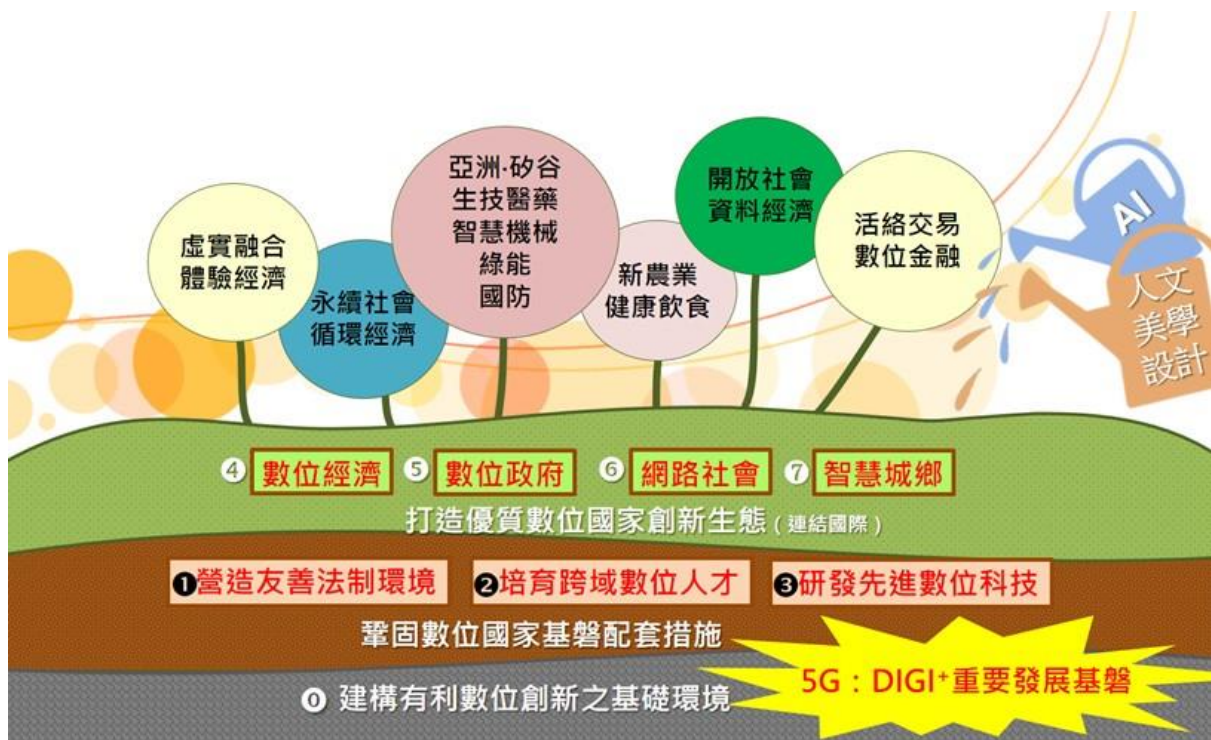 虛實融合
體驗經濟
永續社會
循環經濟
亞洲·矽谷
生技醫藥
智慧機械
綠能
國防
新農業
健康飲食
開放社會
資料經濟
活絡交易
數位金融
AI
人文
美學
設計
❹ 數位經濟 ❺ 數位政府 ❻ 網路社會 ❼ 智慧城鄉
打造優質數位國家創新生態（連結國際）
❶營造友善法制環境 ❷培育跨域數位人才 ❸研發先進數位科技
鞏固數位國家基磐配套措施
⓿ 建構有利數位創新之基礎環境
5G：DIGI⁺重要發展基磐